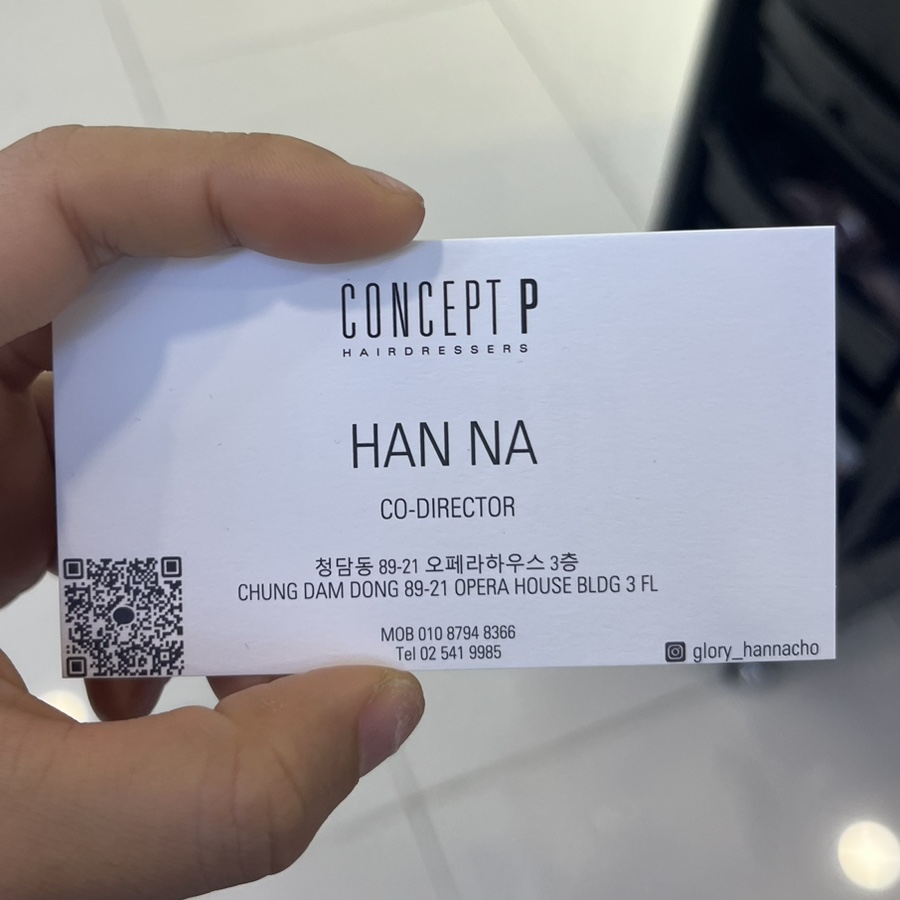 CONCEPT P
HAIRDRESSERS
HAN NA
CO-DIRECTOR
청담동 89-21 오페라하우스 3층
CHUNG DAM DONG 89-21 OPERA HOUSE BLDG 3 FL
MOB 010 8794 8366
Tel 02 541 9985
glory_hannacho